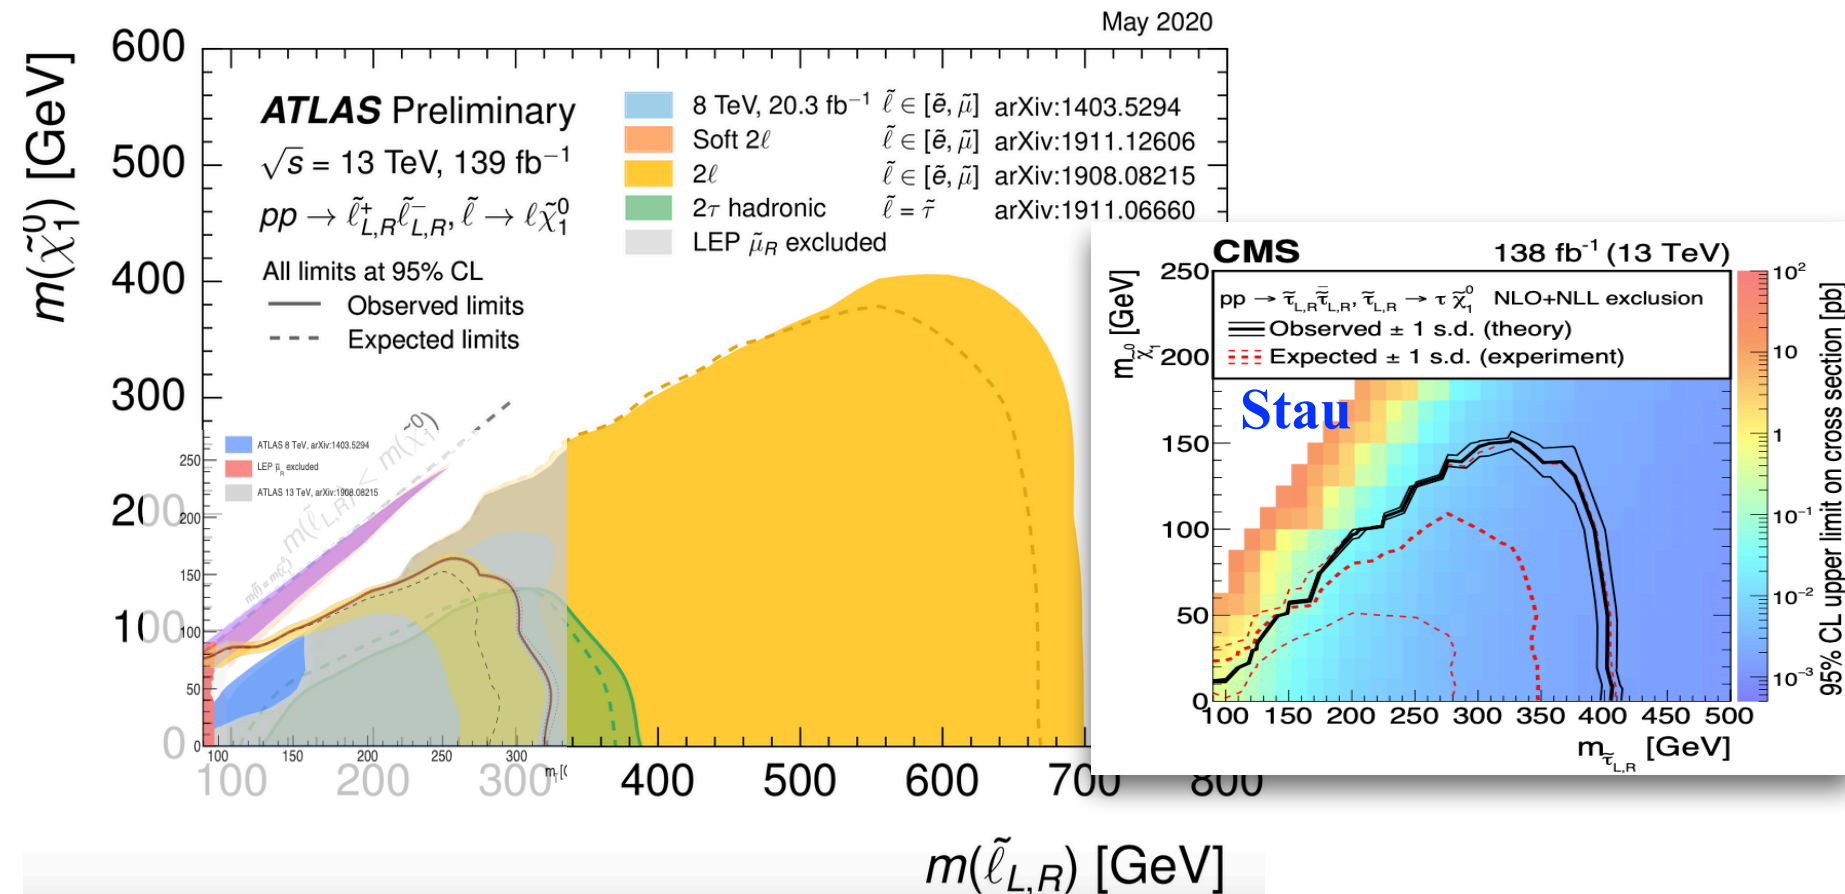 May 2020
m(χ̃⁰₁) [GeV]
600
500
400
300
200
100
0
ATLAS Preliminary
√s = 13 TeV, 139 fb⁻¹
pp → ℓ̃⁺L,R ℓ̃⁻L,R, ℓ̃ → ℓχ̃⁰₁
All limits at 95% CL
Observed limits
Expected limits
8 TeV, 20.3 fb⁻¹ ℓ̃ ∈ [ẽ, μ̃] arXiv:1403.5294
Soft 2ℓ ℓ̃ ∈ [ẽ, μ̃] arXiv:1911.12606
2ℓ ℓ̃ ∈ [ẽ, μ̃] arXiv:1908.08215
2τ hadronic ℓ̃ = τ̃ arXiv:1911.06660
LEP μ̃R excluded
m(ℓ̃L,R) < m(χ̃⁰₁)
ATLAS 8 TeV, arXiv:1403.5294
LEP μ̃R excluded
ATLAS 13 TeV, arXiv:1908.08215
250
200
150
100
50
0
100 150 200 250 300
100 200 300 400 500 600 700 800
m(ℓ̃L,R) [GeV]
CMS 138 fb⁻¹ (13 TeV)
pp → τ̃L,R τ̃̄L,R, τ̃L,R → τ χ̃⁰₁ NLO+NLL exclusion
Observed ± 1 s.d. (theory)
Expected ± 1 s.d. (experiment)
Stau
mχ̃⁰₁ [GeV]
250
200
150
100
50
0
100 150 200 250 300 350 400 450 500
mτ̃L,R [GeV]
10²
10
1
10⁻¹
10⁻²
10⁻³
95% CL upper limit on cross section [pb]